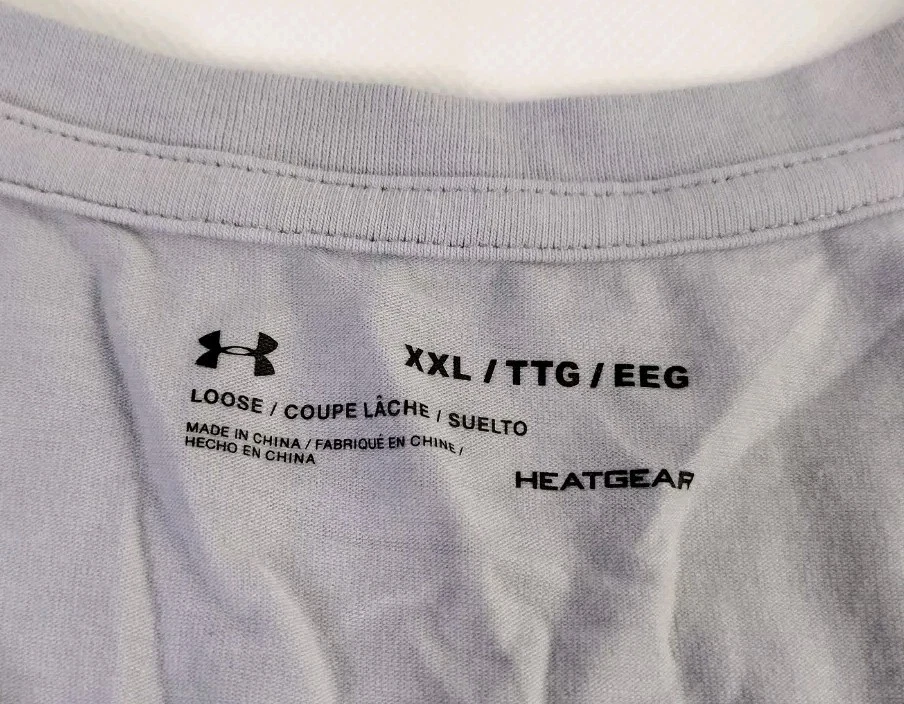 XXL / TTG / EEG
LOOSE / COUPE LÂCHE / SUELTO
MADE IN CHINA / FABRIQUÉ EN CHINE /
HECHO EN CHINA
HEATGEAR